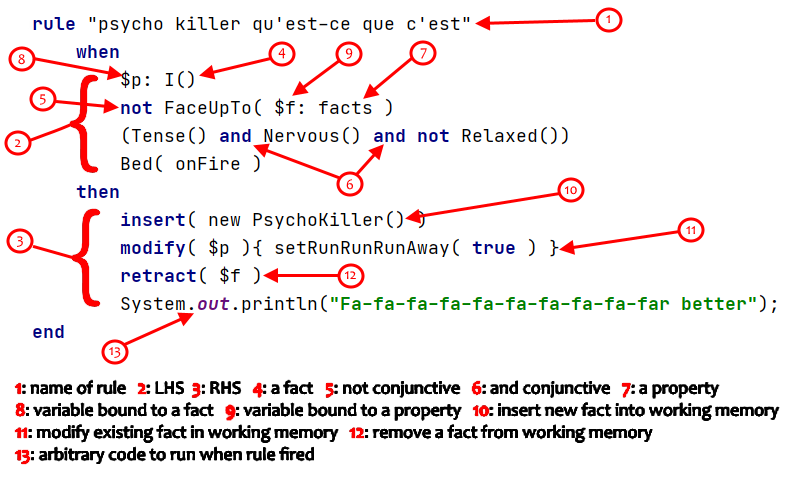 rule "psycho killer qu'est-ce que c'est" 1
when
8 $p: I() 4 9 7
5 not FaceUpTo( $f: facts )
2 (Tense() and Nervous() and not Relaxed())
Bed( onFire ) 6
then
insert( new PsychoKiller() ) 10
3 modify( $p ){ setRunRunRunAway( true ) } 11
retract( $f ) 12
System.out.println("Fa-fa-fa-fa-fa-fa-fa-fa-fa-far better");
end
13
1: name of rule 2: LHS 3: RHS 4: a fact 5: not conjunctive 6: and conjunctive 7: a property
8: variable bound to a fact 9: variable bound to a property 10: insert new fact into working memory
11: modify existing fact in working memory 12: remove a fact from working memory
13: arbitrary code to run when rule fired